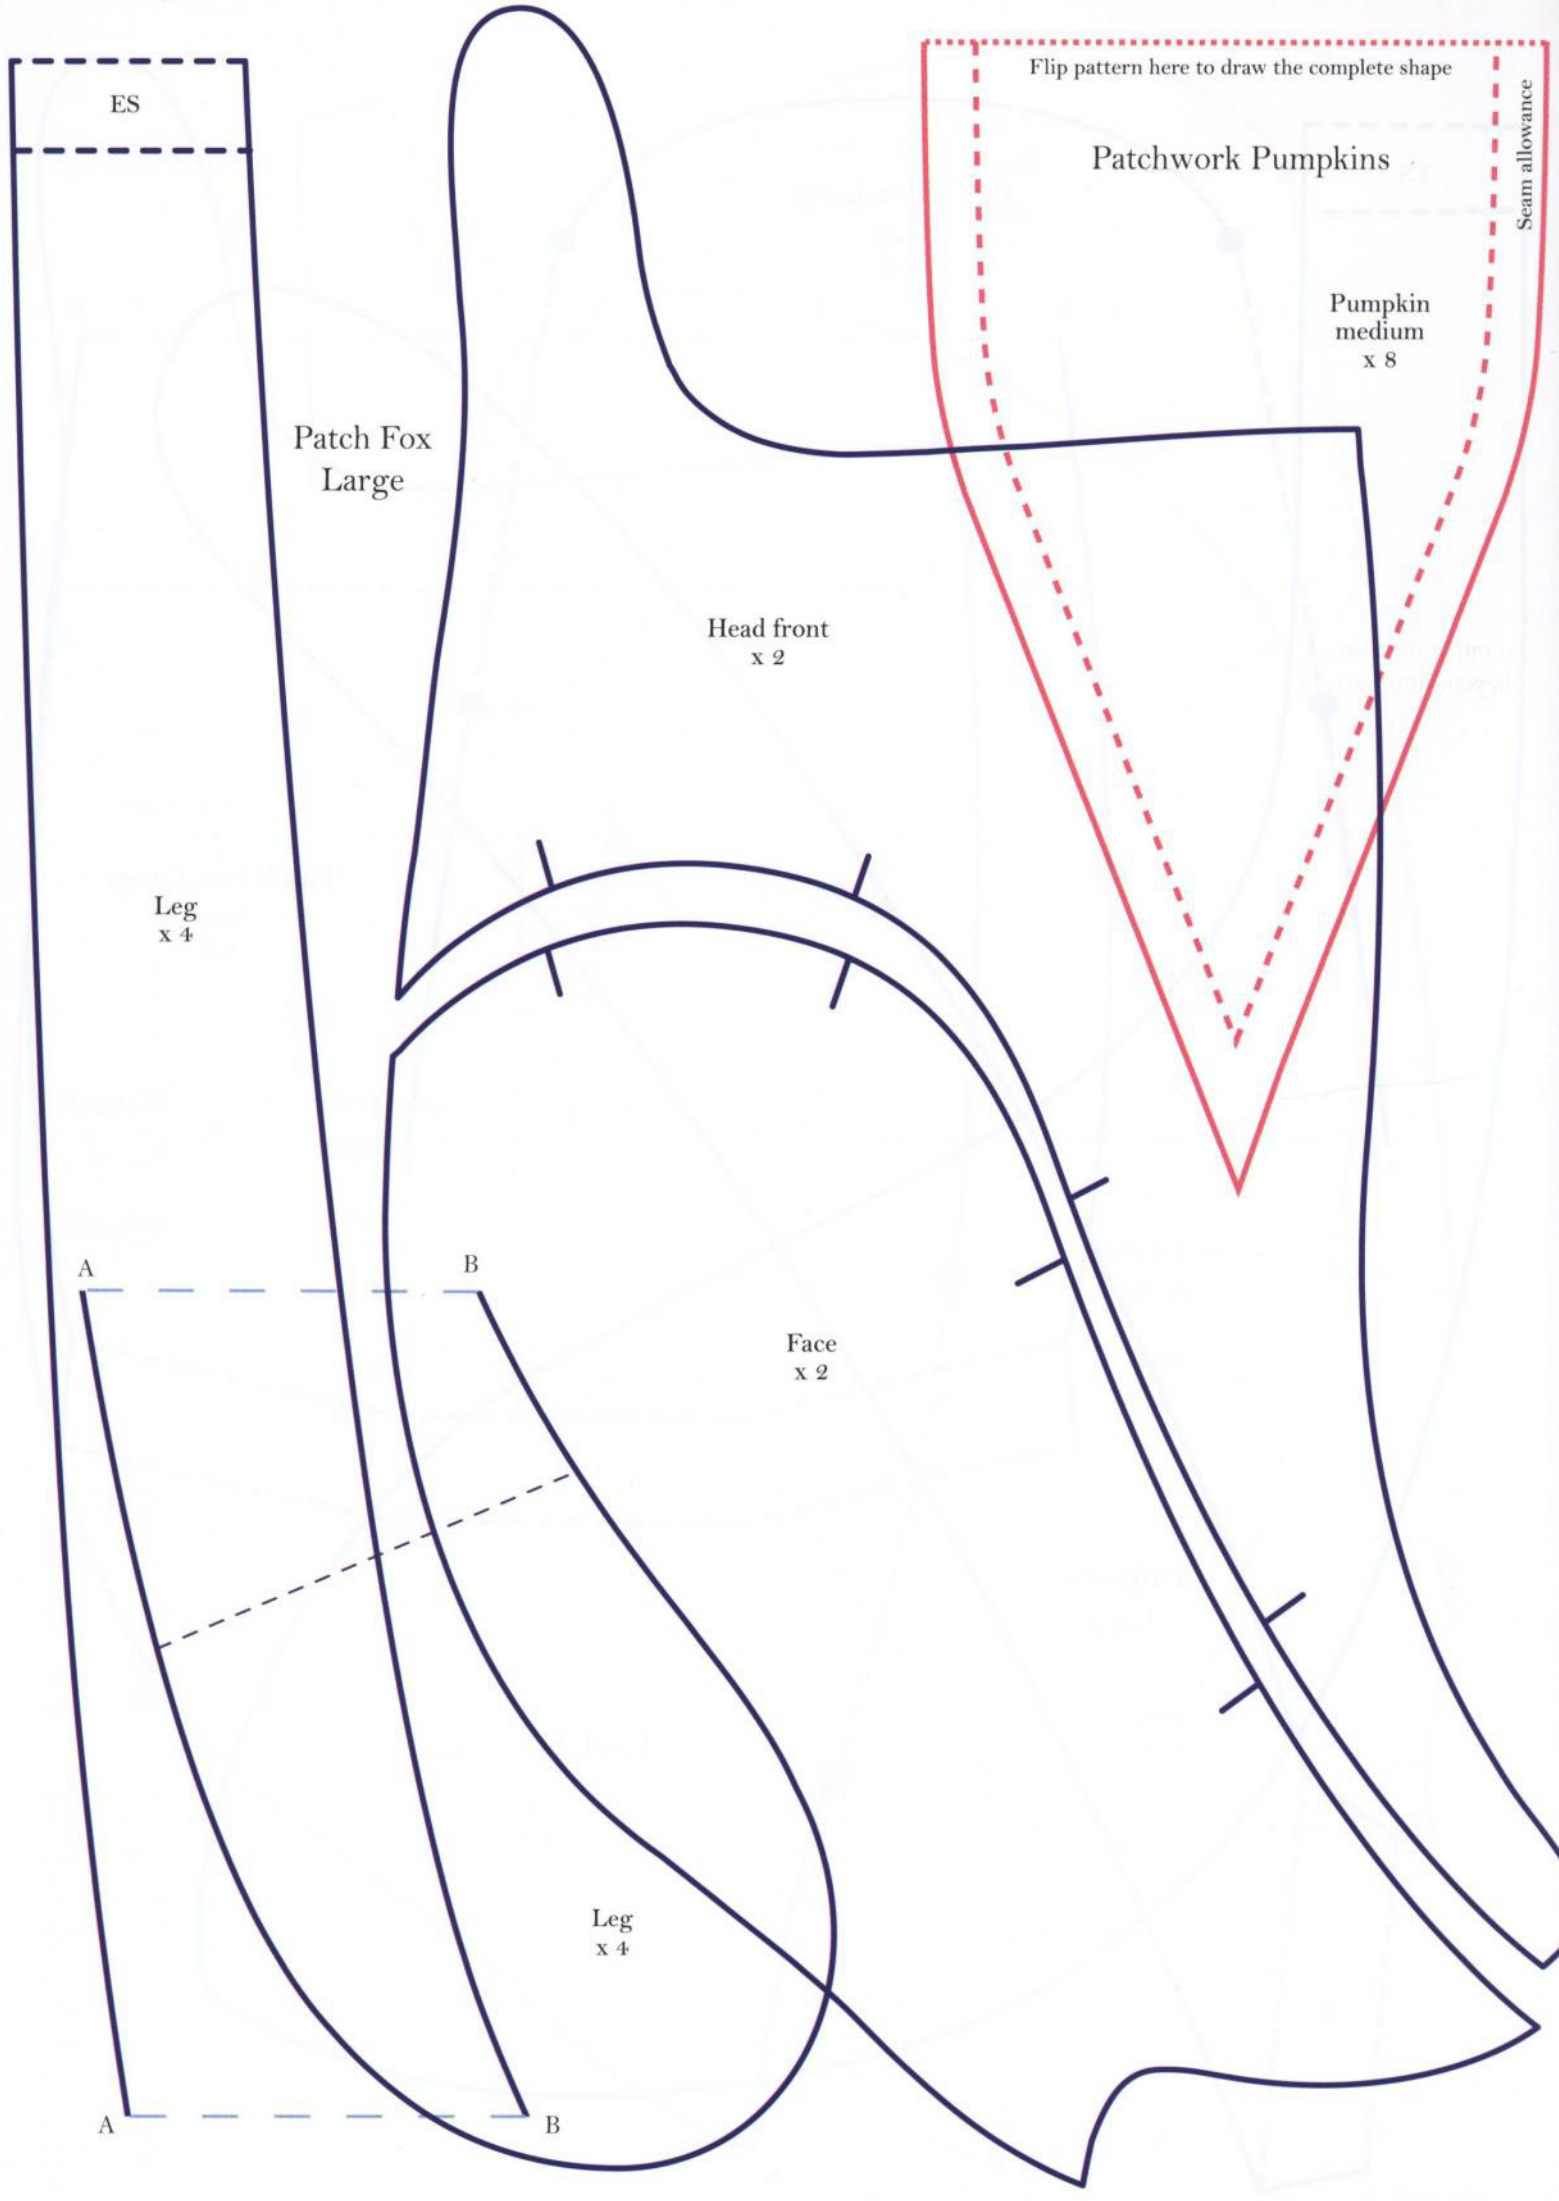 ES
Flip pattern here to draw the complete shape
Seam allowance
Patchwork Pumpkins
Pumpkin
medium
x 8
Patch Fox
Large
Head front
x 2
Leg
x 4
A
B
Face
x 2
Leg
x 4
A
B